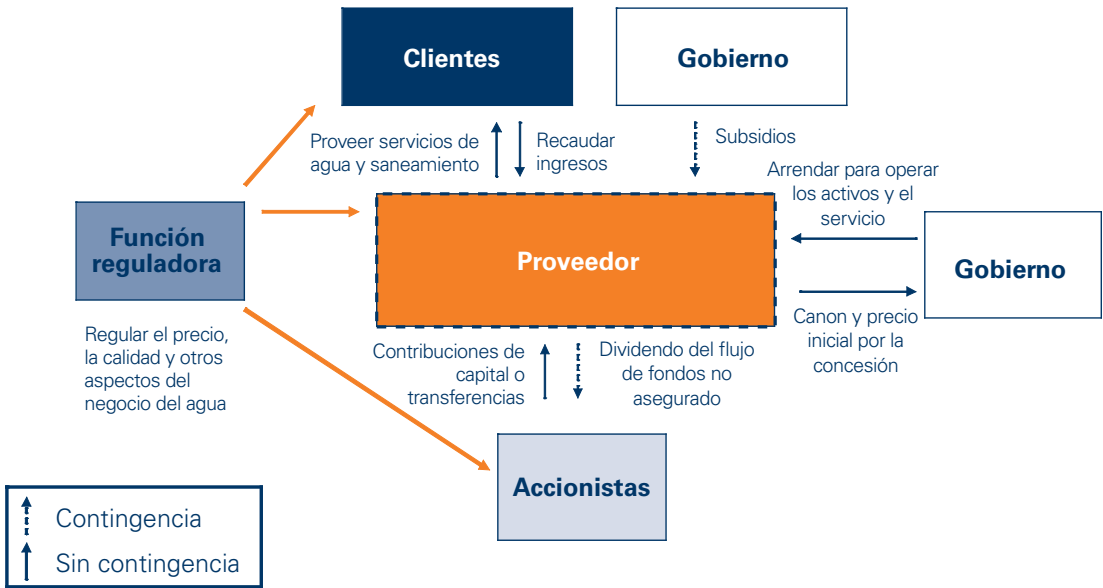 Clientes
Gobierno
Proveer servicios de
agua y saneamiento
Recaudar
ingresos
Subsidios
Arrendar para operar
los activos y el
servicio
Función
reguladora
Proveedor
Gobierno
Regular el precio,
la calidad y otros
aspectos del
negocio del agua
Contribuciones de
capital o
transferencias
Dividendo del flujo
de fondos no
asegurado
Canon y precio
inicial por la
concesión
Accionistas
Contingencia
Sin contingencia